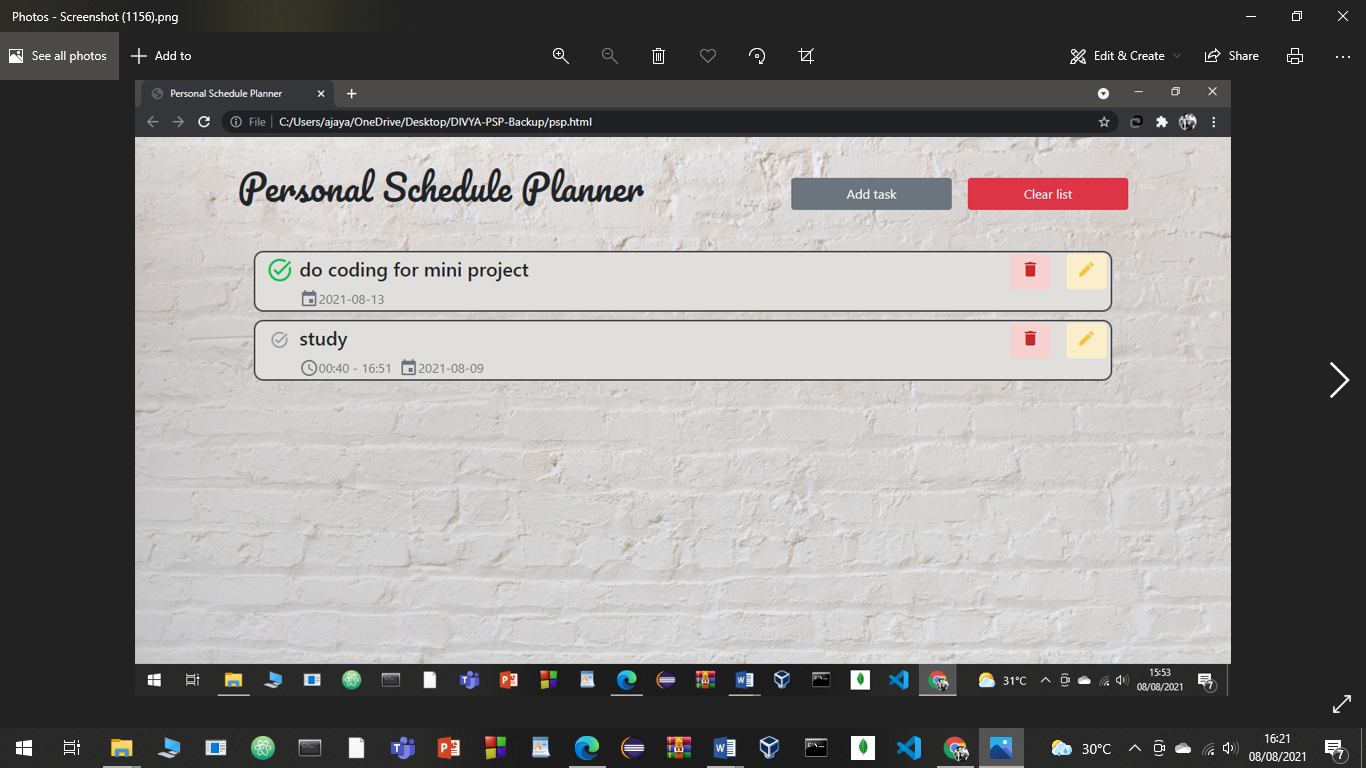 Photos - Screenshot (1156).png
See all photos
Add to
Edit & Create
Share
Personal Schedule Planner
File
C:/Users/ajaya/OneDrive/Desktop/DIVYA-PSP-Backup/psp.html
Personal Schedule Planner
Add task
Clear list
do coding for mini project
2021-08-13
study
00:40 - 16:51 2021-08-09
31°C
15:53
08/08/2021
7
30°C
16:21
08/08/2021
7